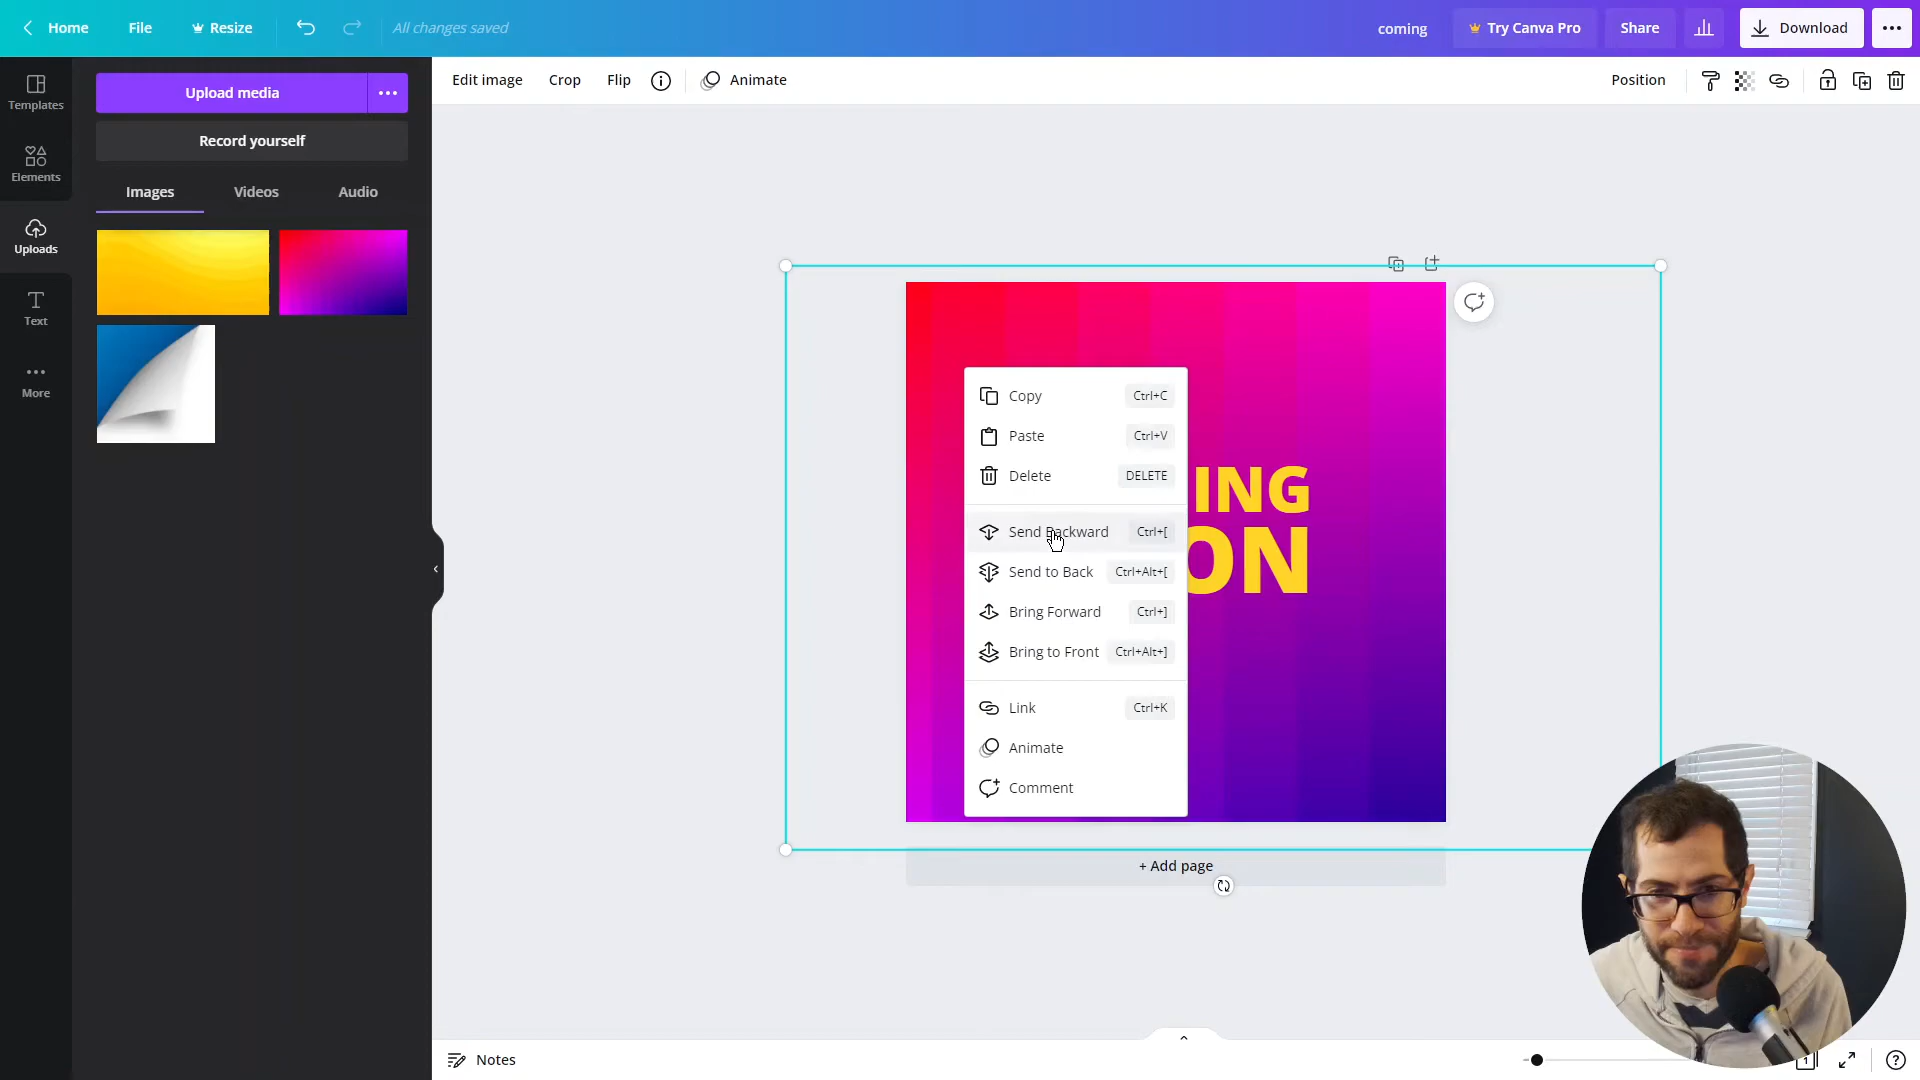 Home File Resize All changes saved coming Try Canva Pro Share Download
Edit image Crop Flip Animate Position
Templates
Elements
Uploads
Text
More
Upload media
Record yourself
Images Videos Audio
Copy Ctrl+C
Paste Ctrl+V
Delete DELETE
Send Backward Ctrl+[
Send to Back Ctrl+Alt+[
Bring Forward Ctrl+]
Bring to Front Ctrl+Alt+]
Link Ctrl+K
Animate
Comment
ING
ON
+ Add page
Notes
1